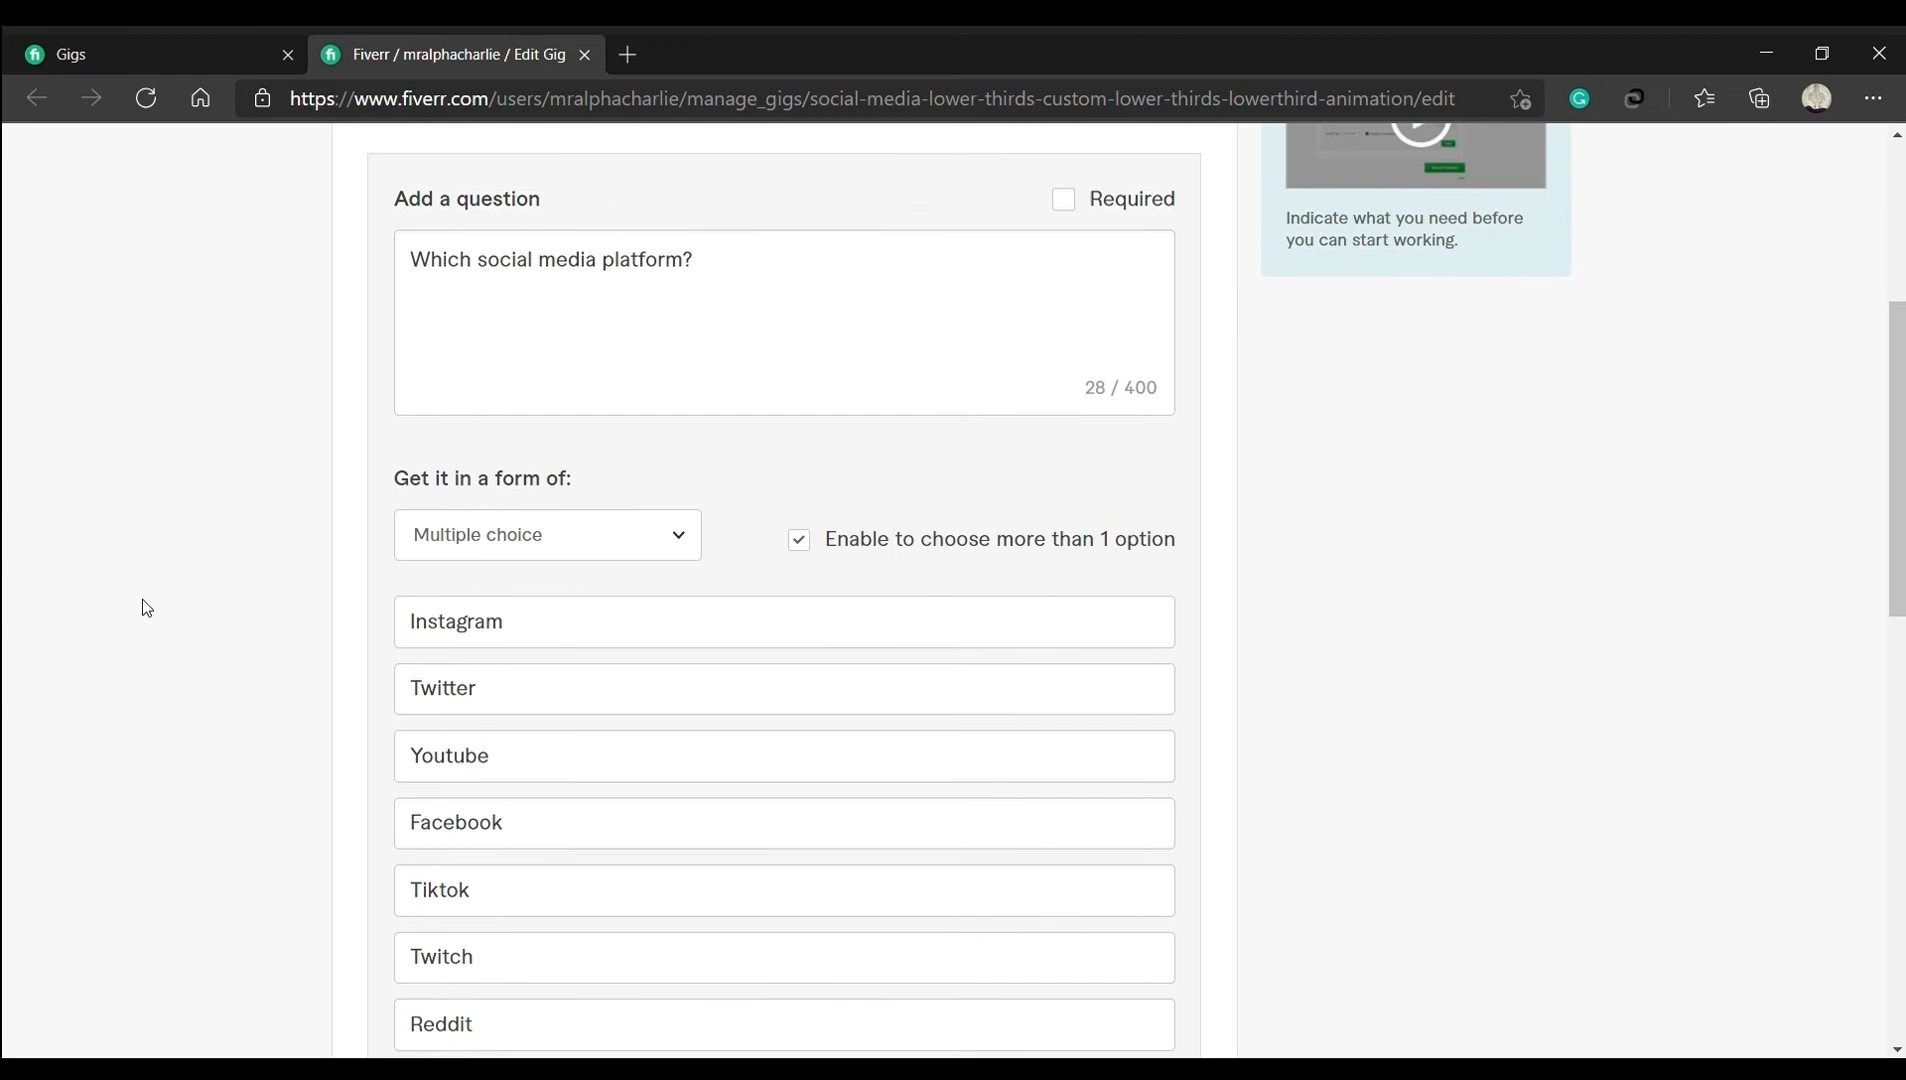 Gigs
Fiverr / mralphacharlie / Edit Gig
https://www.fiverr.com/users/mralphacharlie/manage_gigs/social-media-lower-thirds-custom-lower-thirds-lowerthird-animation/edit
Add a question
Required
Which social media platform?
28 / 400
Indicate what you need before
you can start working.
Get it in a form of:
Multiple choice
Enable to choose more than 1 option
Instagram
Twitter
Youtube
Facebook
Tiktok
Twitch
Reddit